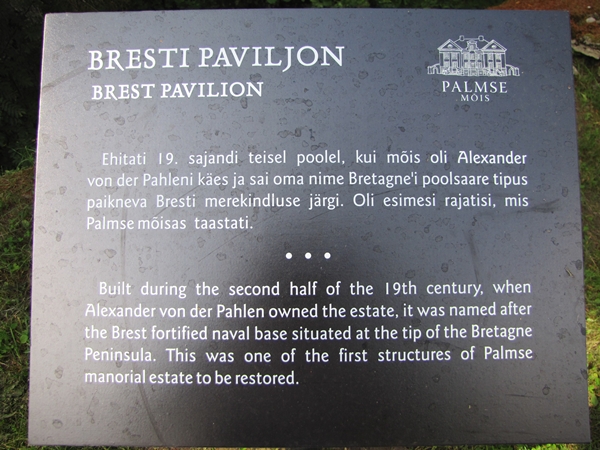 BRESTI PAVILJON
BREST PAVILION
PALMSE
MÕIS
Ehitati 19. sajandi teisel poolel, kui mõis oli Alexander
von der Pahleni käes ja sai oma nime Bretagne'i poolsaare tipus
paikneva Bresti merekindluse järgi. Oli esimesi rajatisi, mis
Palmse mõisas taastati.
• • •
Built during the second half of the 19th century, when
Alexander von der Pahlen owned the estate, it was named after
the Brest fortified naval base situated at the tip of the Bretagne
Peninsula. This was one of the first structures of Palmse
manorial estate to be restored.